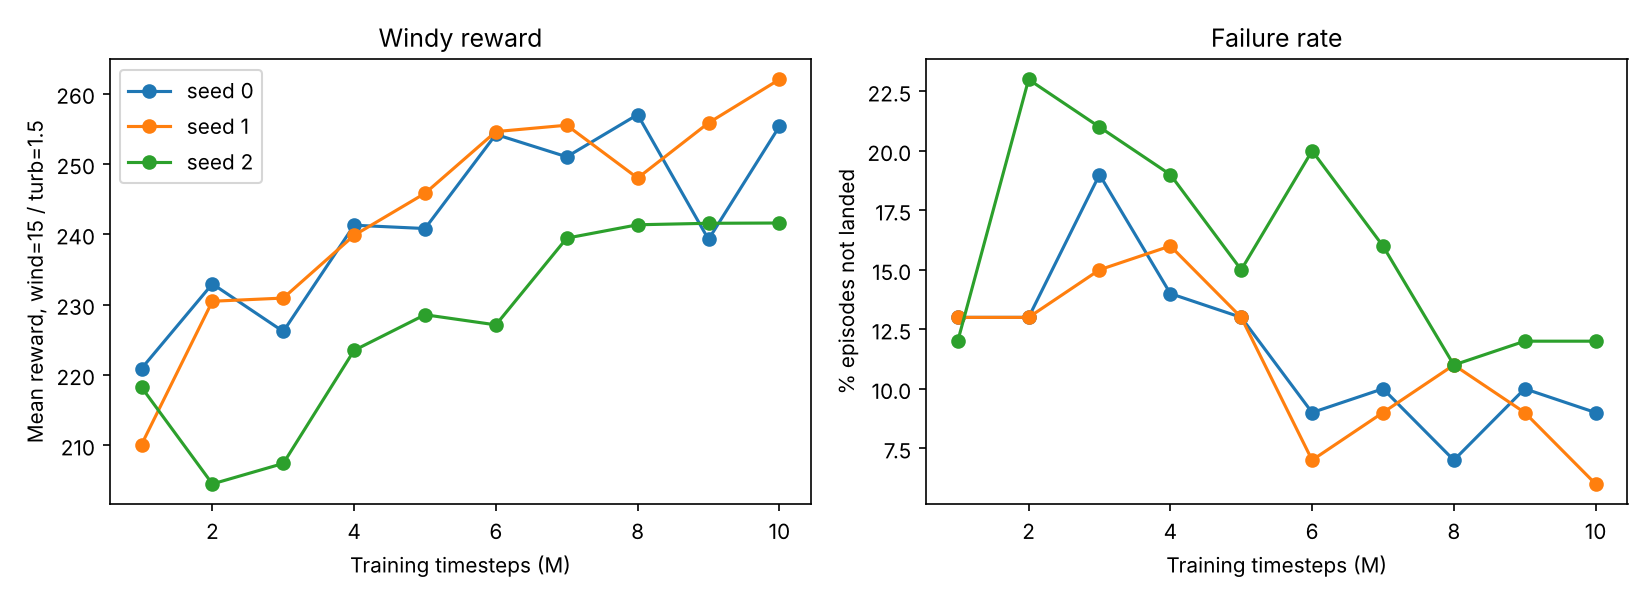 Windy reward
Mean reward, wind=15 / turb=1.5
260
250
240
230
220
210
seed 0
seed 1
seed 2
2
4
6
8
10
Training timesteps (M)
Failure rate
% episodes not landed
22.5
20.0
17.5
15.0
12.5
10.0
7.5
2
4
6
8
10
Training timesteps (M)